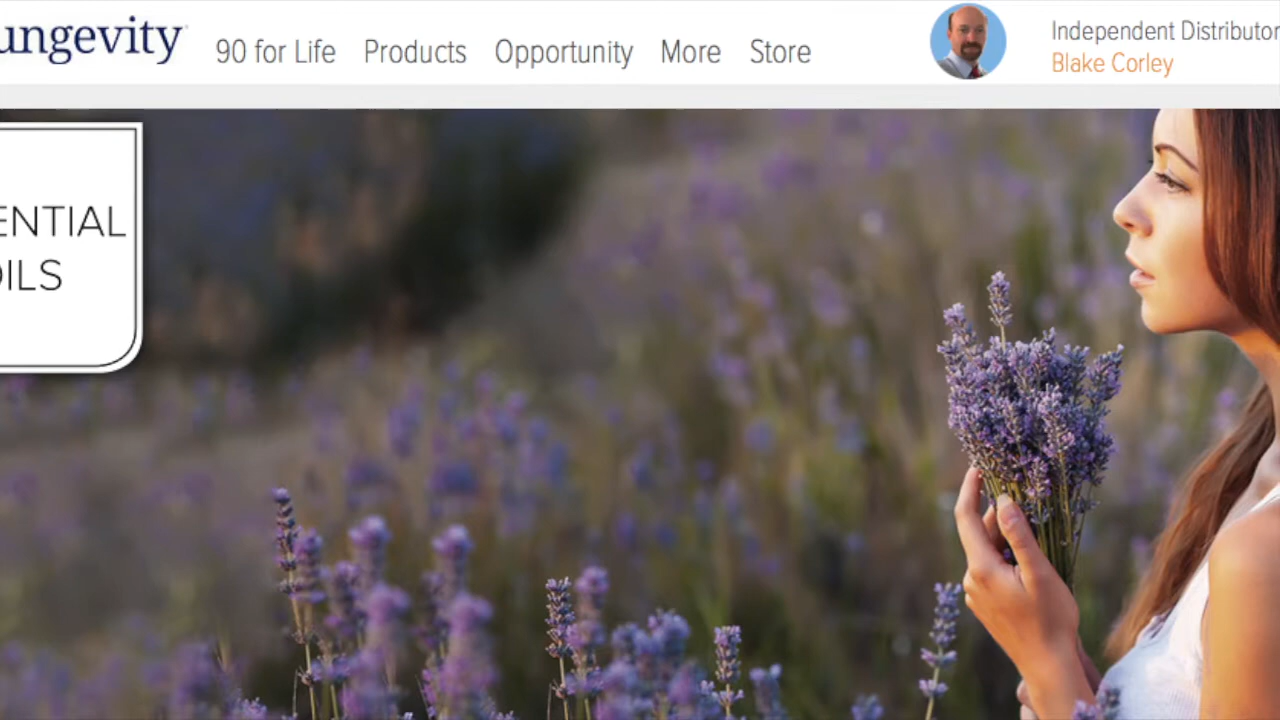 ungevity
90 for Life Products Opportunity More Store
Independent Distributor
Blake Corley
ENTIAL
OILS